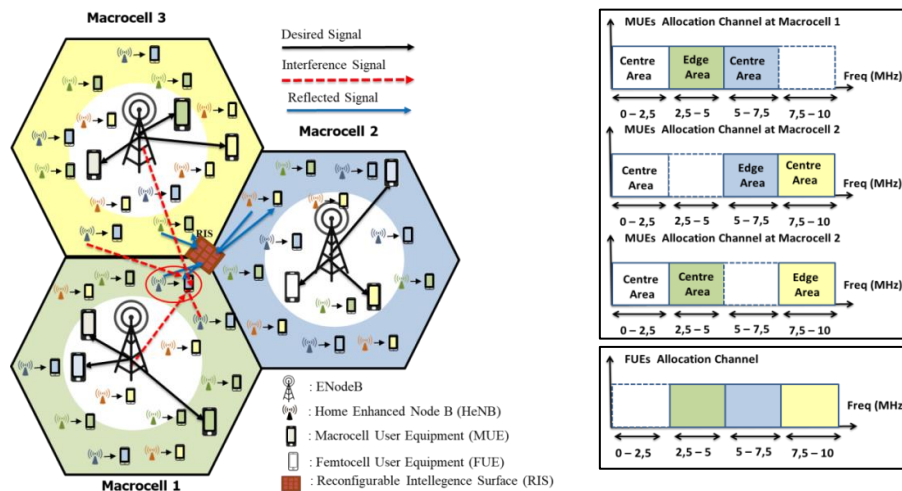 Macrocell 3
Desired Signal
Interference Signal
Reflected Signal
Macrocell 2
RIS
: ENodeB
: Home Enhanced Node B (HeNB)
: Macrocell User Equipment (MUE)
: Femtocell User Equipment (FUE)
: Reconfigurable Intellegence Surface (RIS)
Macrocell 1
MUEs Allocation Channel at Macrocell 1
Centre Area
Edge Area
Centre Area
Freq (MHz)
0 – 2,5
2,5 – 5
5 – 7,5
7,5 – 10
MUEs Allocation Channel at Macrocell 2
Centre Area
Edge Area
Centre Area
Freq (MHz)
0 – 2,5
2,5 – 5
5 – 7,5
7,5 – 10
MUEs Allocation Channel at Macrocell 2
Centre Area
Centre Area
Edge Area
Freq (MHz)
0 – 2,5
2,5 – 5
5 – 7,5
7,5 – 10
FUEs Allocation Channel
Freq (MHz
0 – 2,5
2,5 – 5
5 – 7,5
7,5 – 10